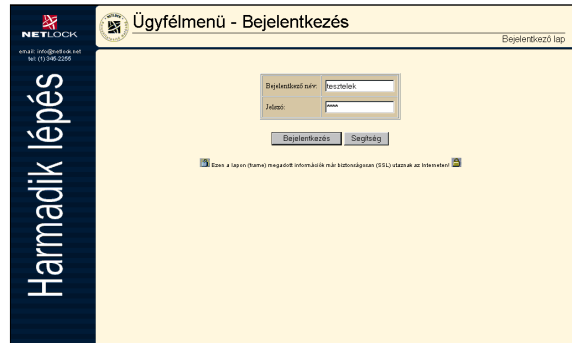 NETLOCK
email: info@netlock.net
tel: (1) 345-2255
Harmadik lépés
Ügyfélmenü - Bejelentkezés
Bejelentkező lap
Bejelentkező név: tesztelek
Jelszó: ****
Bejelentkezés Segítség
Ezen a lapon (frame) megadott információk már biztonságosan (SSL) utaznak az Interneten!